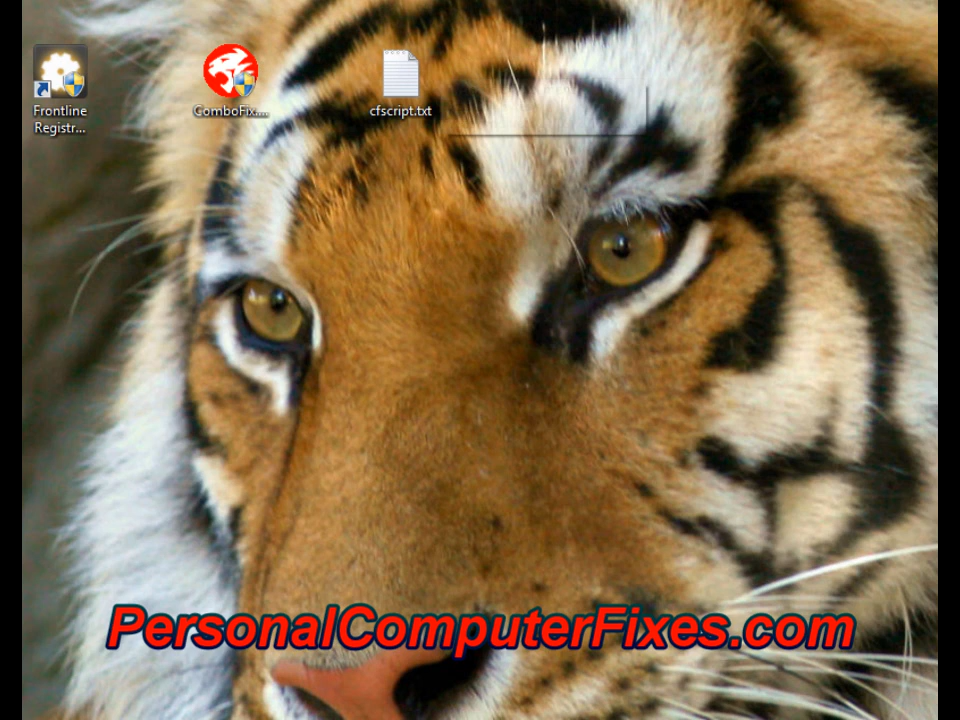 Frontline
Registr...
ComboFix....
cfscript.txt
PersonalComputerFixes.com